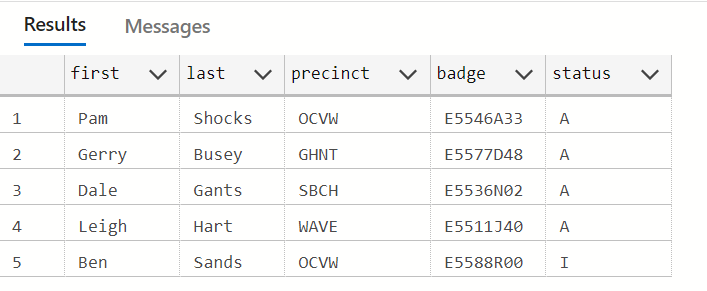 Results Messages
first last precinct badge status
1 Pam Shocks OCVW E5546A33 A
2 Gerry Busey GHNT E5577D48 A
3 Dale Gants SBCH E5536N02 A
4 Leigh Hart WAVE E5511J40 A
5 Ben Sands OCVW E5588R00 I